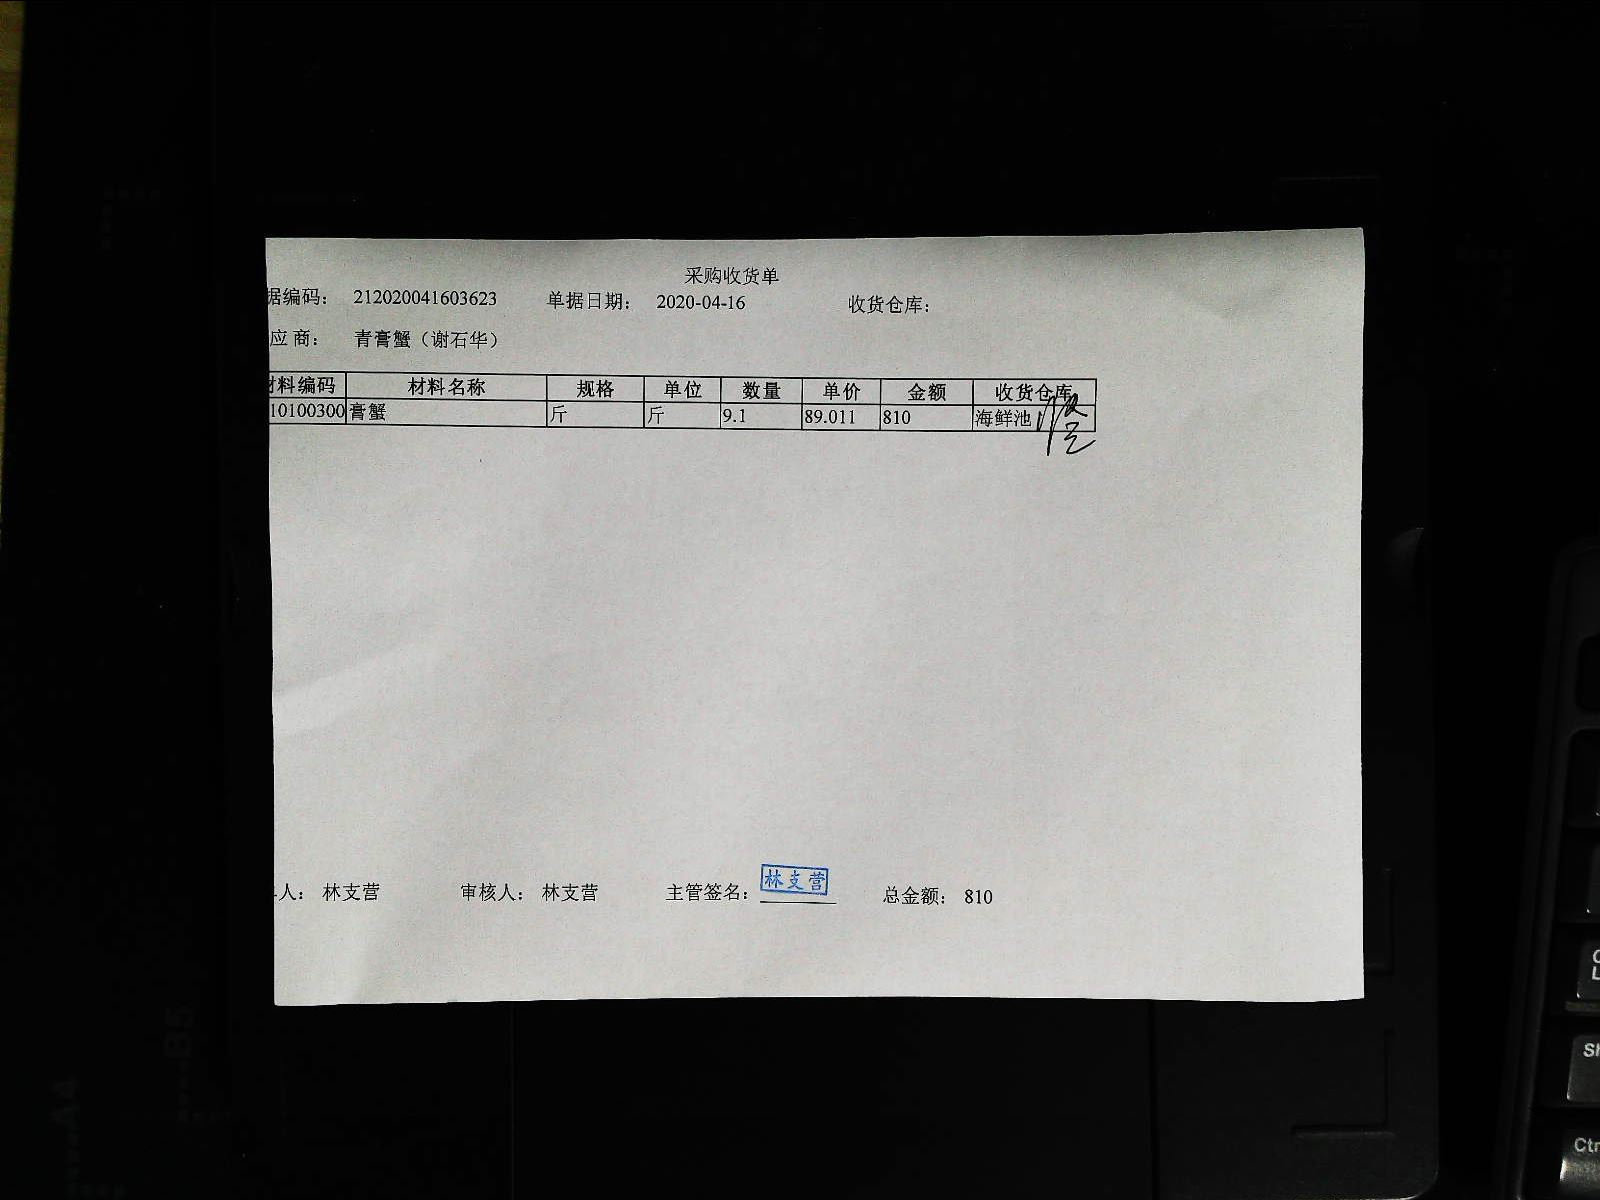 采购收货单
据编码： 212020041603623 单据日期： 2020-04-16 收货仓库：
应商： 青膏蟹（谢石华）
材料编码 材料名称 规格 单位 数量 单价 金额 收货仓库
10100300 膏蟹 斤 斤 9.1 89.011 810 海鲜池
人： 林支营 审核人： 林支营 主管签名： 林支营 总金额： 810
B5
A4
Ctr